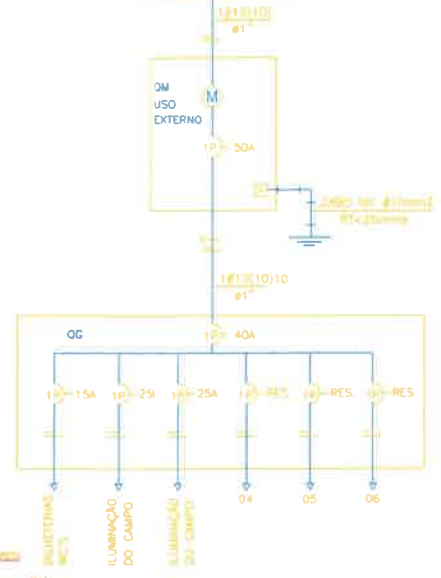 1#10(10)
ø1"
QM
USO
EXTERNO
M
1P 50A
1#10(10)10
ø1"
QG
1P 40A
1P 15A
1P 25A
1P 25A
1P RES.
1P RES.
1P RES.
ILUMINAÇÃO
DO CAMPO
ILUMINAÇÃO
DO CAMPO
04
05
06